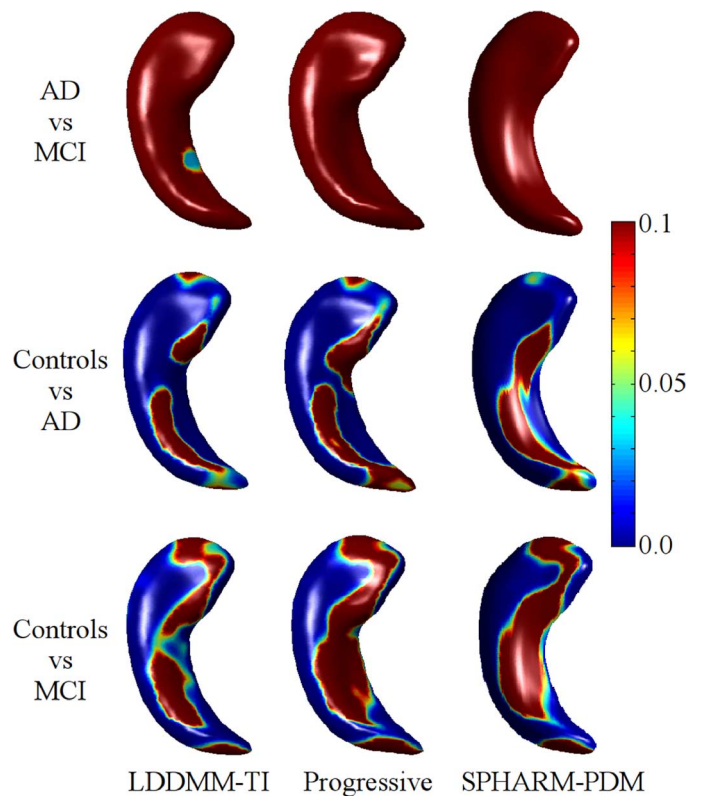 AD
vs
MCI
0.1
Controls
vs
AD
0.05
0.0
Controls
vs
MCI
LDDMM-TI Progressive SPHARM-PDM